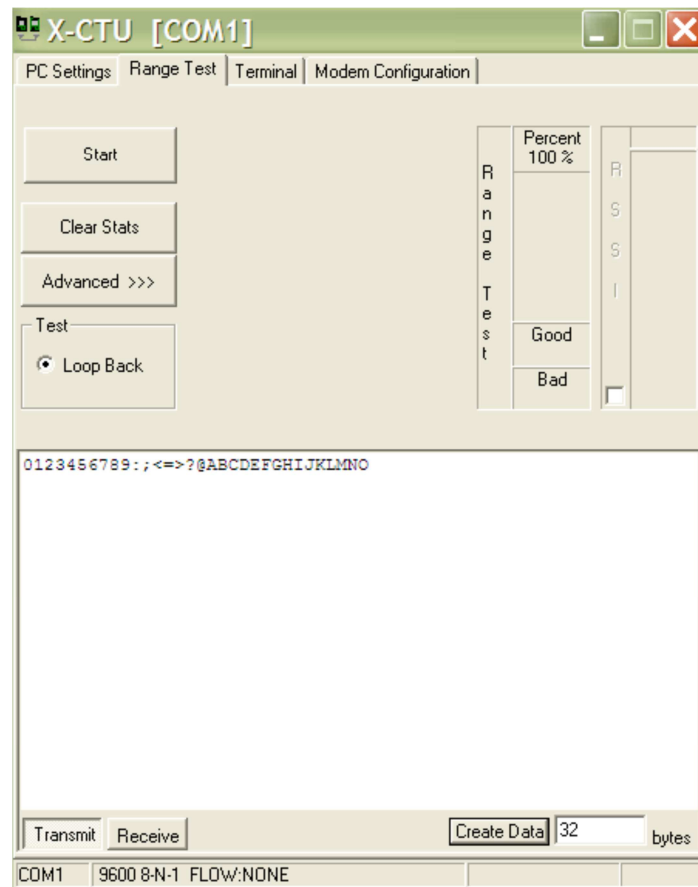 X-CTU [COM1]
PC Settings Range Test Terminal Modem Configuration
Start
Clear Stats
Advanced >>>
Test
Loop Back
Range Test
Percent
100 %
Good
Bad
RSSI
0123456789:;<=>?@ABCDEFGHIJKLMNO
Transmit Receive Create Data 32 bytes
COM1 9600 8-N-1 FLOW:NONE